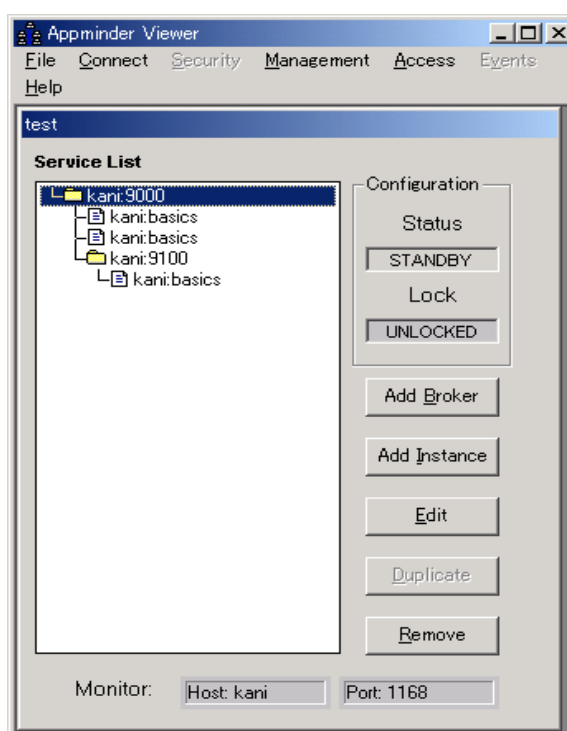 Appminder Viewer
File Connect Security Management Access Events
Help
test
Service List
kani:9000
kani:basics
kani:basics
kani:9100
kani:basics
Configuration
Status
STANDBY
Lock
UNLOCKED
Add Broker
Add Instance
Edit
Duplicate
Remove
Monitor: Host: kani Port: 1168